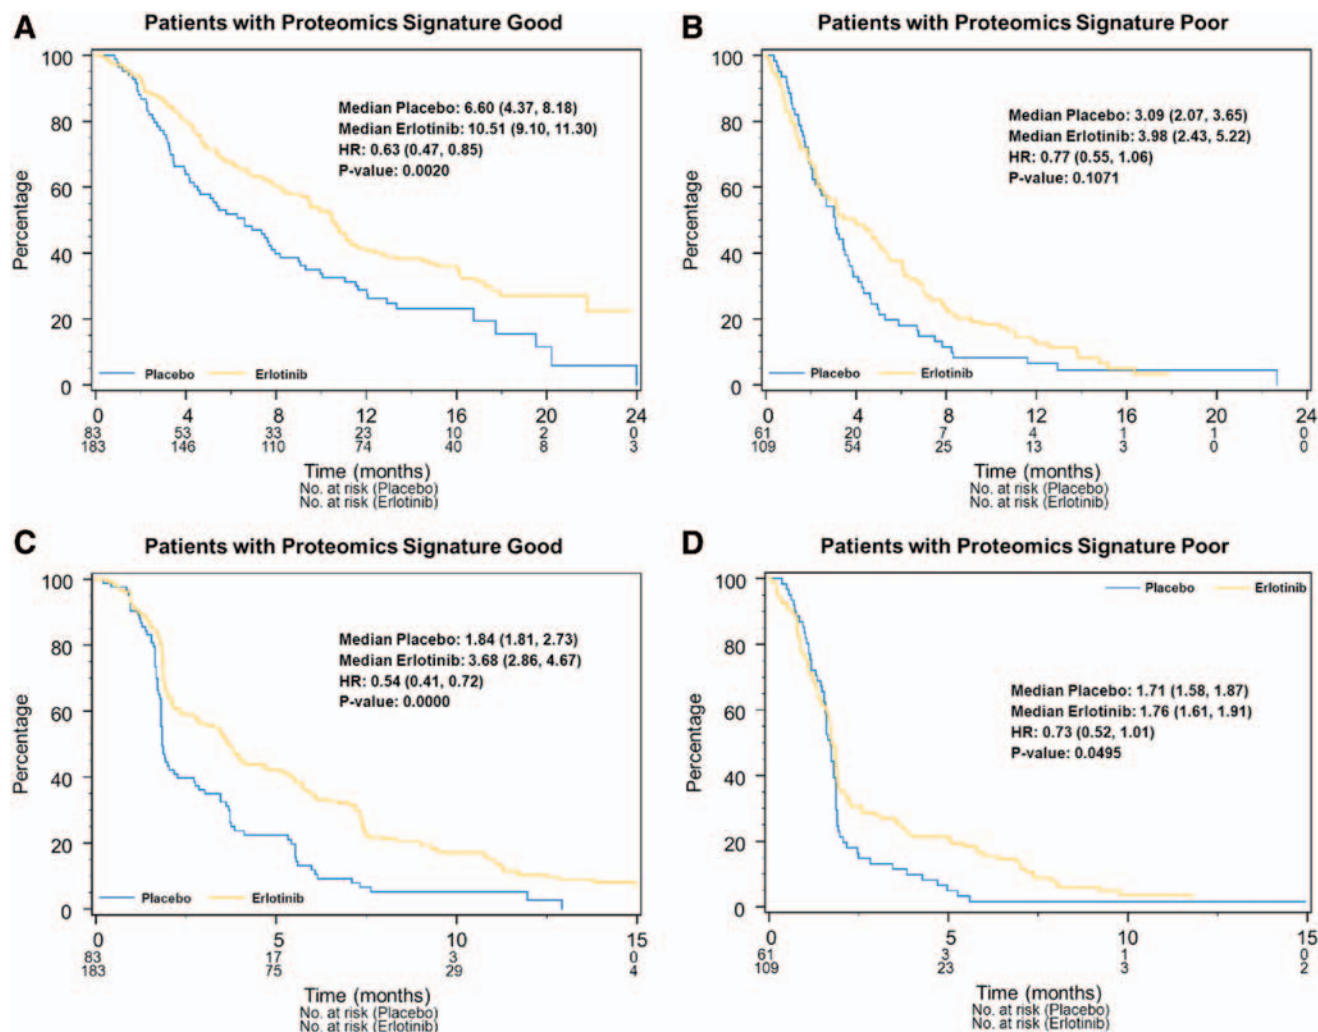 A
Patients with Proteomics Signature Good
Percentage
100
80
60
40
20
0
Median Placebo: 6.60 (4.37, 8.18)
Median Erlotinib: 10.51 (9.10, 11.30)
HR: 0.63 (0.47, 0.85)
P-value: 0.0020
Placebo Erlotinib
0 4 8 12 16 20 24
83 53 33 23 10 2 0
183 146 110 74 40 8 3
Time (months)
No. at risk (Placebo)
No. at risk (Erlotinib)
B
Patients with Proteomics Signature Poor
Percentage
100
80
60
40
20
0
Median Placebo: 3.09 (2.07, 3.65)
Median Erlotinib: 3.98 (2.43, 5.22)
HR: 0.77 (0.55, 1.06)
P-value: 0.1071
Placebo Erlotinib
0 4 8 12 16 20 24
61 20 7 4 1 1 0
109 54 25 13 3 0 0
Time (months)
No. at risk (Placebo)
No. at risk (Erlotinib)
C
Patients with Proteomics Signature Good
Percentage
100
80
60
40
20
0
Median Placebo: 1.84 (1.81, 2.73)
Median Erlotinib: 3.68 (2.86, 4.67)
HR: 0.54 (0.41, 0.72)
P-value: 0.0000
Placebo Erlotinib
0 5 10 15
83 17 3 0
183 75 29 4
Time (months)
No. at risk (Placebo)
No. at risk (Erlotinib)
D
Patients with Proteomics Signature Poor
Percentage
100
80
60
40
20
0
Placebo Erlotinib
Median Placebo: 1.71 (1.58, 1.87)
Median Erlotinib: 1.76 (1.61, 1.91)
HR: 0.73 (0.52, 1.01)
P-value: 0.0495
0 5 10 15
61 3 1 0
109 23 3 2
Time (months)
No. at risk (Placebo)
No. at risk (Erlotinib)